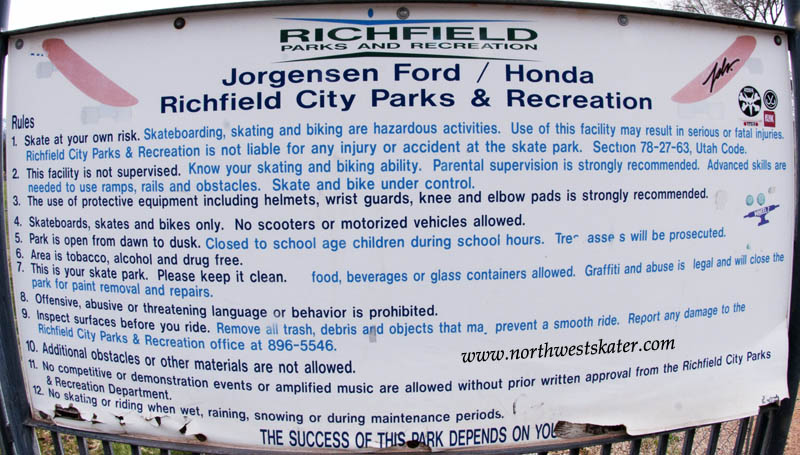 RICHFIELD
PARKS AND RECREATION
Jorgensen Ford / Honda
Richfield City Parks & Recreation
Rules
1. Skate at your own risk. Skateboarding, skating and biking are hazardous activities. Use of this facility may result in serious or fatal injuries.
Richfield City Parks & Recreation is not liable for any injury or accident at the skate park. Section 78-27-63, Utah Code.
2. This facility is not supervised. Know your skating and biking ability. Parental supervision is strongly recommended. Advanced skills are
needed to use ramps, rails and obstacles. Skate and bike under control.
3. The use of protective equipment including helmets, wrist guards, knee and elbow pads is strongly recommended.
4. Skateboards, skates and bikes only. No scooters or motorized vehicles allowed.
5. Park is open from dawn to dusk. Closed to school age children during school hours. Tre asse s will be prosecuted.
6. Area is tobacco, alcohol and drug free.
7. This is your skate park. Please keep it clean. food, beverages or glass containers allowed. Graffiti and abuse is legal and will close the
park for paint removal and repairs.
8. Offensive, abusive or threatening language or behavior is prohibited.
9. Inspect surfaces before you ride. Remove all trash, debris and objects that ma prevent a smooth ride. Report any damage to the
Richfield City Parks & Recreation office at 896-5546.
10. Additional obstacles or other materials are not allowed.
www.northwestskater.com
11. No competitive or demonstration events or amplified music are allowed without prior written approval from the Richfield City Parks
& Recreation Department.
12. No skating or riding when wet, raining, snowing or during maintenance periods.
THE SUCCESS OF THIS PARK DEPENDS ON YOU